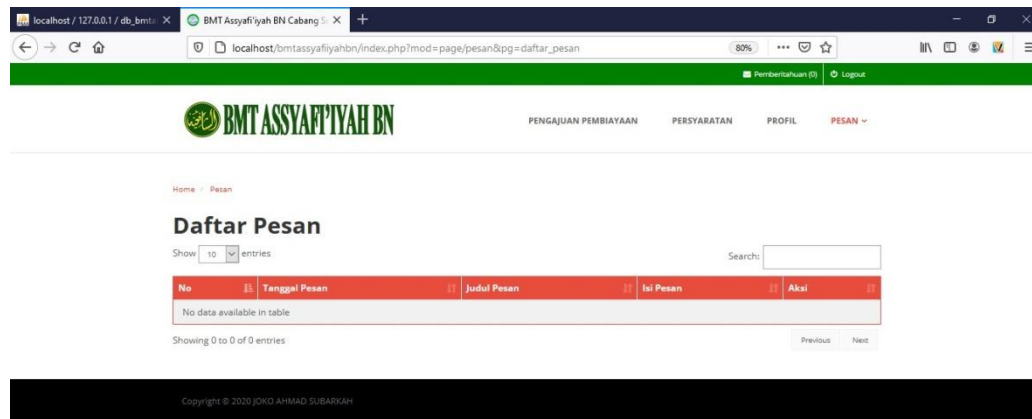 localhost / 127.0.0.1 / db_bmta
BMT Assyafi'iyah BN Cabang S
localhost/bmtassyafiiyahbn/index.php?mod=page/pesan&pg=daftar_pesan
80%
Pemberitahuan (0) Logout
BMT ASSYAFI'IYAH BN
PENGAJUAN PEMBIAYAAN PERSYARATAN PROFIL PESAN
Home / Pesan
Daftar Pesan
Show 10 entries Search:
No Tanggal Pesan Judul Pesan Isi Pesan Aksi
No data available in table
Showing 0 to 0 of 0 entries Previous Next
Copyright © 2020 JOKO AHMAD SUBARKAH